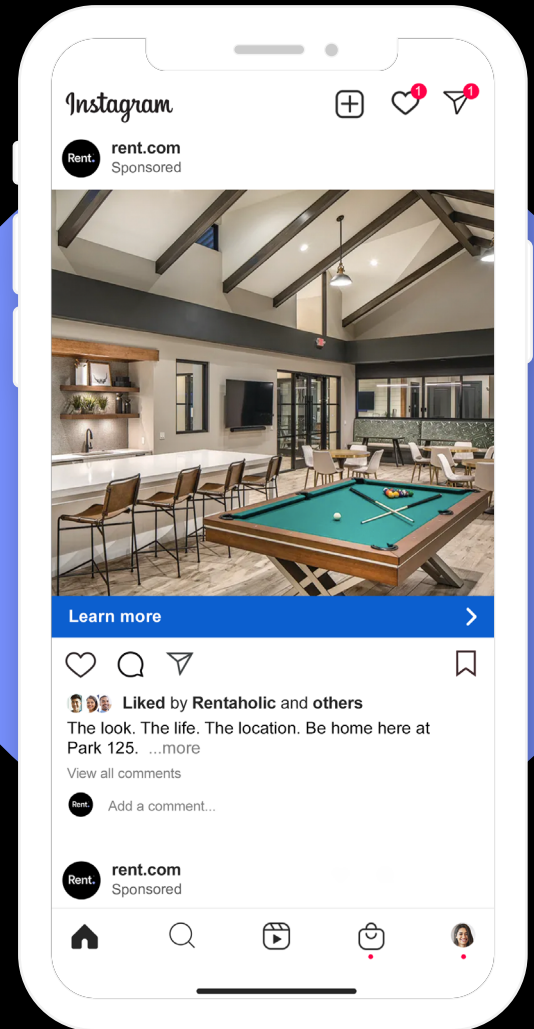 Instagram
1
1
Rent.
rent.com
Sponsored
Learn more
Liked by Rentaholic and others
The look. The life. The location. Be home here at
Park 125. ...more
View all comments
Rent.
Add a comment...
Rent.
rent.com
Sponsored